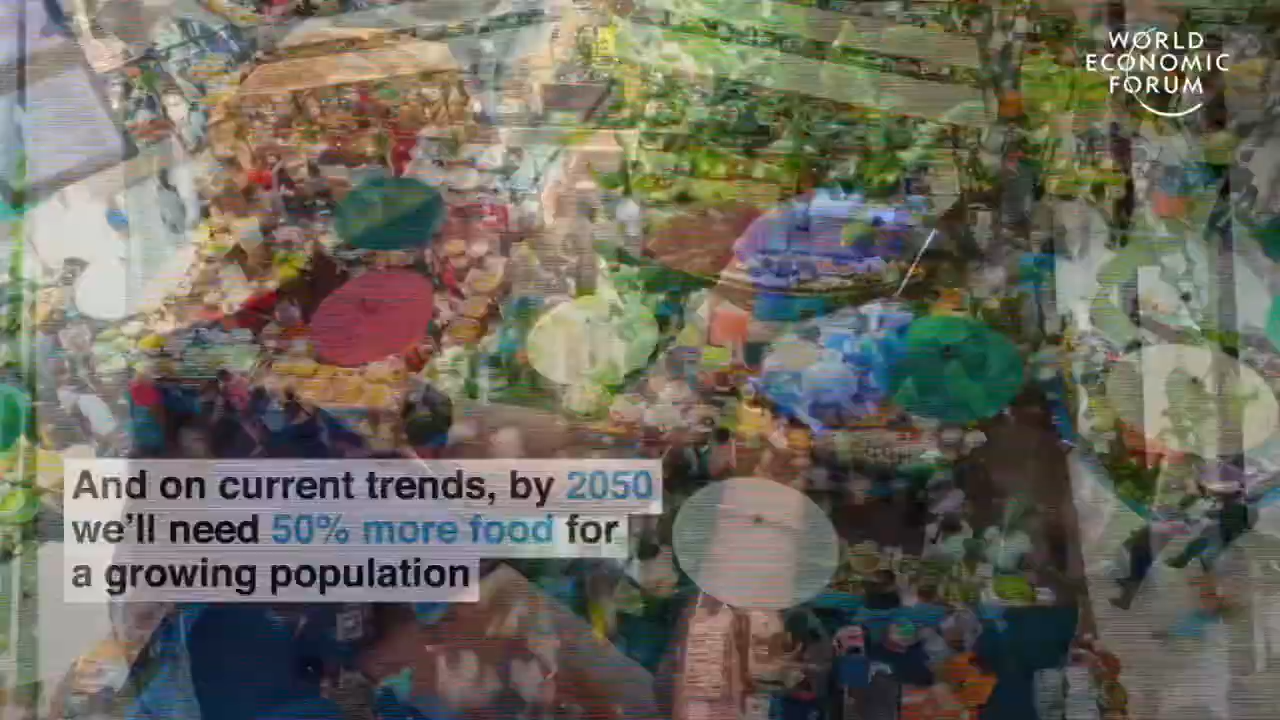 WORLD
ECONOMIC
FORUM
And on current trends, by 2050
we'll need 50% more food for
a growing population